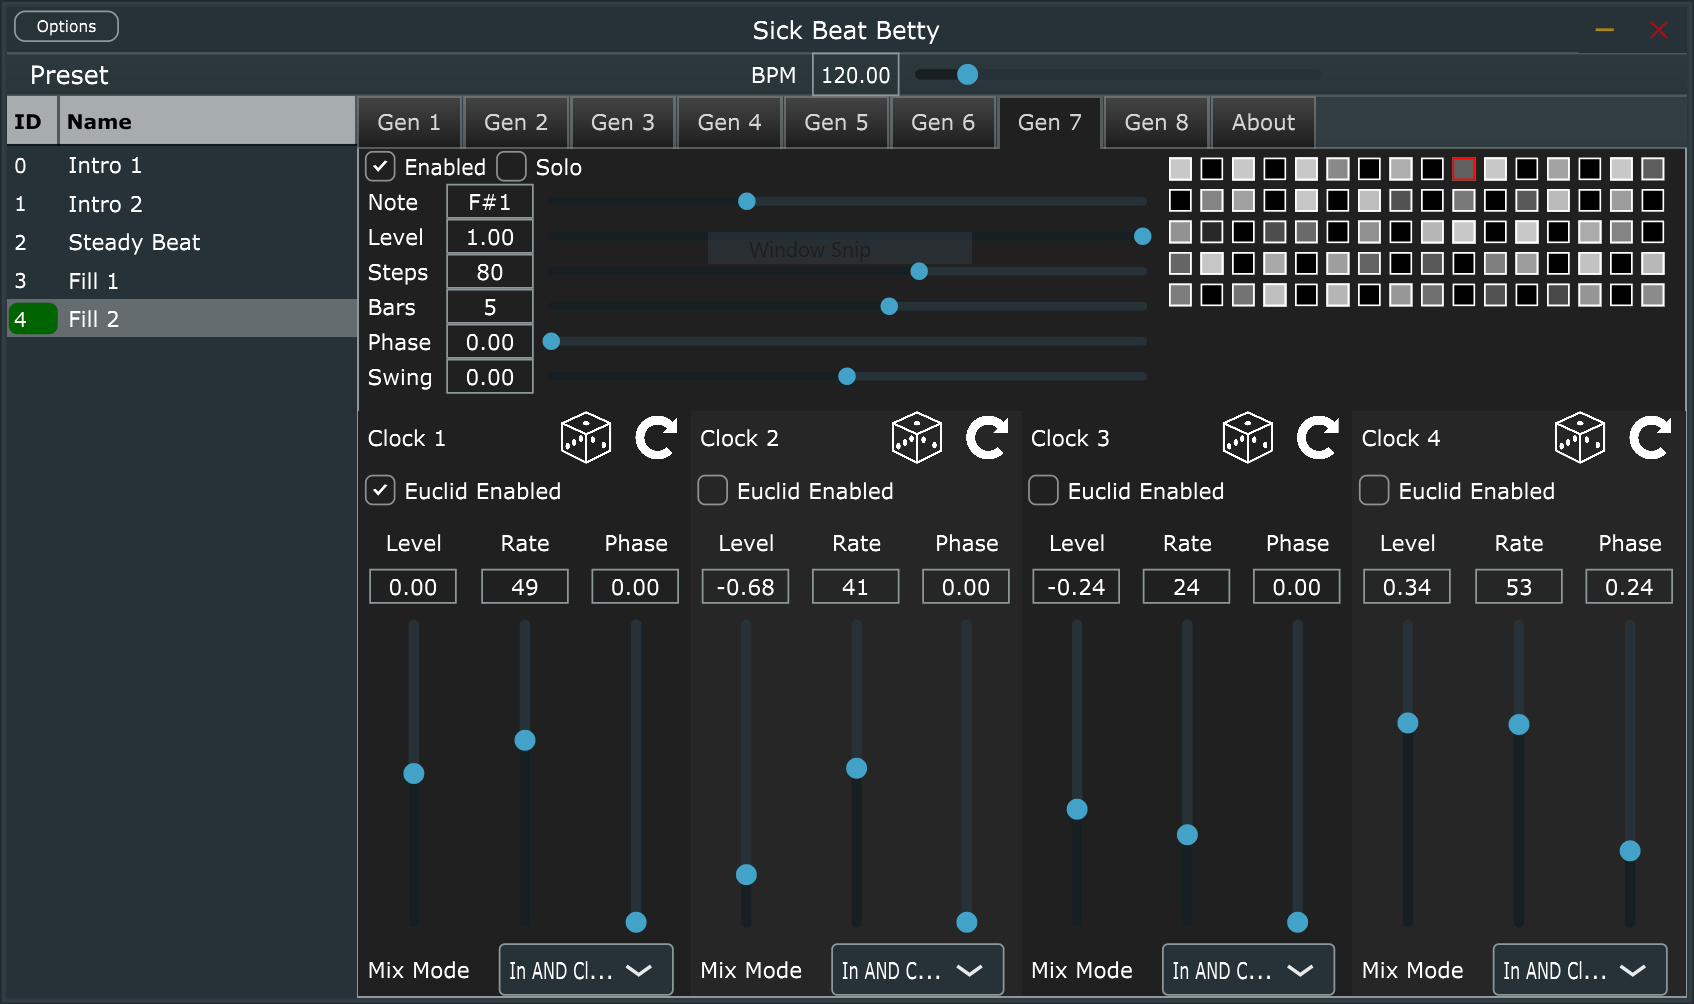 Options
Sick Beat Betty
Preset
BPM 120.00
ID Name
Gen 1 Gen 2 Gen 3 Gen 4 Gen 5 Gen 6 Gen 7 Gen 8 About
0 Intro 1
1 Intro 2
2 Steady Beat
3 Fill 1
4 Fill 2
Enabled Solo
Note F#1
Level 1.00
Window Snip
Steps 80
Bars 5
Phase 0.00
Swing 0.00
Clock 1 Clock 2 Clock 3 Clock 4
Euclid Enabled Euclid Enabled Euclid Enabled Euclid Enabled
Level Rate Phase Level Rate Phase Level Rate Phase Level Rate Phase
0.00 49 0.00 -0.68 41 0.00 -0.24 24 0.00 0.34 53 0.24
Mix Mode In AND Cl... Mix Mode In AND C... Mix Mode In AND C... Mix Mode In AND Cl...